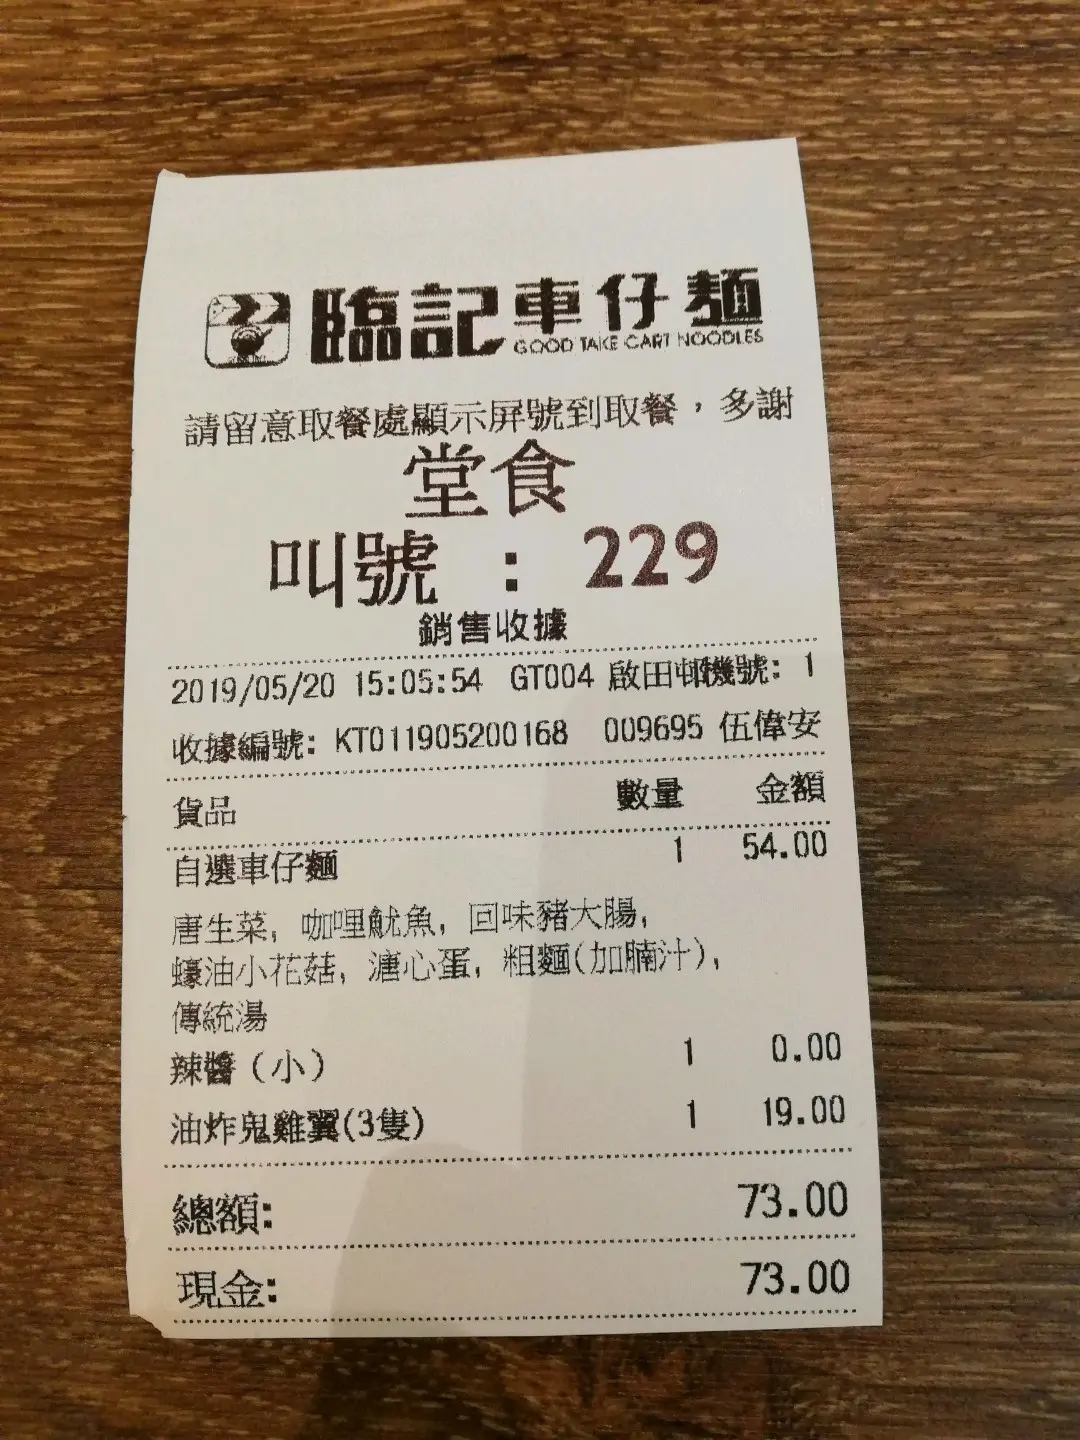 臨記車仔麵
GOOD TAKE CART NOODLES
請留意取餐處顯示屏號到取餐，多謝
堂食
叫號 : 229
銷售收據
2019/05/20 15:05:54 GT004 啟田邨機號: 1
收據編號: KT011905200168 009695 伍偉安
貨品 數量 金額
自選車仔麵 1 54.00
唐生菜, 咖哩魷魚, 回味豬大腸,
蠔油小花菇, 溏心蛋, 粗麵(加腩汁),
傳統湯
辣醬（小） 1 0.00
油炸鬼雞翼(3隻) 1 19.00
總額: 73.00
現金: 73.00